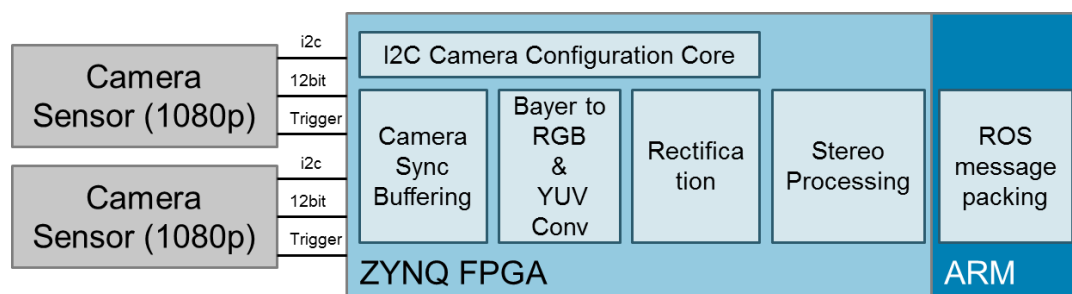 Camera
Sensor (1080p)
i2c
12bit
Trigger
Camera
Sensor (1080p)
i2c
12bit
Trigger
I2C Camera Configuration Core
Camera
Sync
Buffering
Bayer to
RGB
&
YUV
Conv
Rectifica
tion
Stereo
Processing
ROS
message
packing
ZYNQ FPGA
ARM